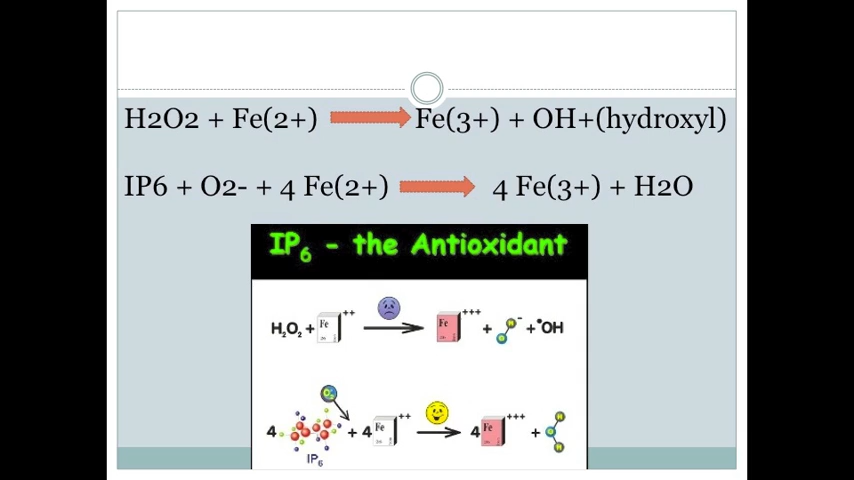 H2O2 + Fe(2+) Fe(3+) + OH+(hydroxyl)
IP6 + O2- + 4 Fe(2+) 4 Fe(3+) + H2O
IP6 - the Antioxidant
H2O2 + Fe ++ Fe +++ + - + •OH
4 + 4 Fe ++ 4 Fe +++ +
IP6